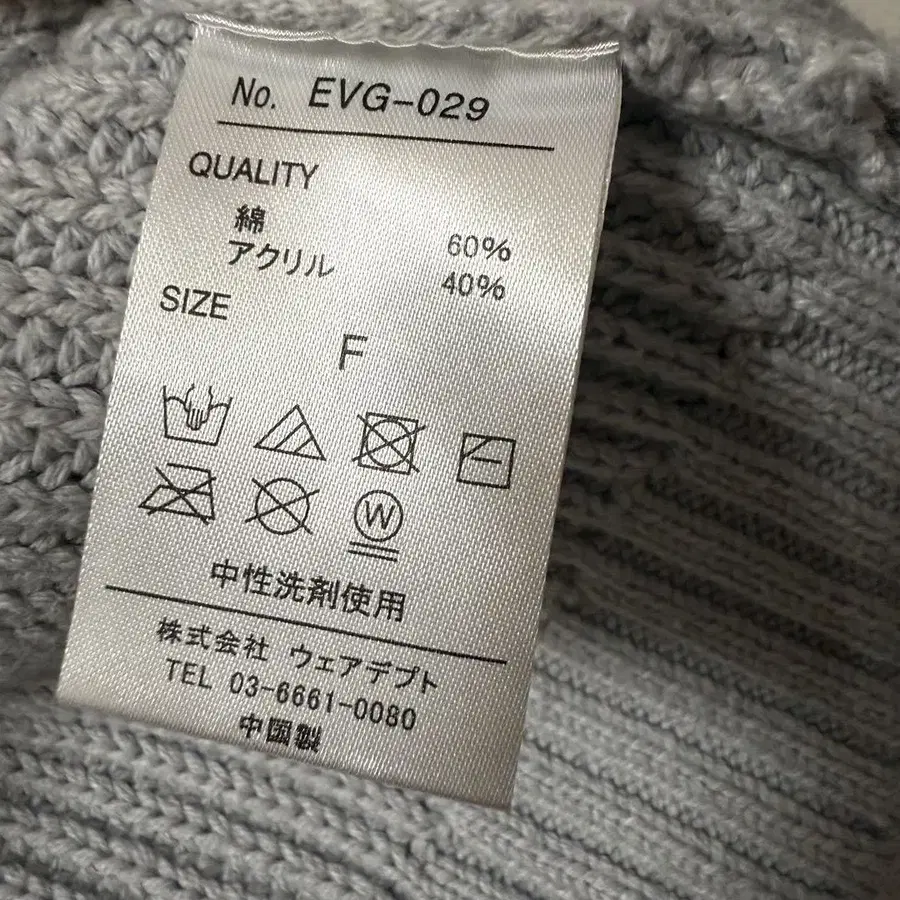 No. EVG-029
QUALITY
綿 60%
アクリル 40%
SIZE
F
W
中性洗剤使用
株式会社 ウェアデプト
TEL 03-6661-0080
中国製